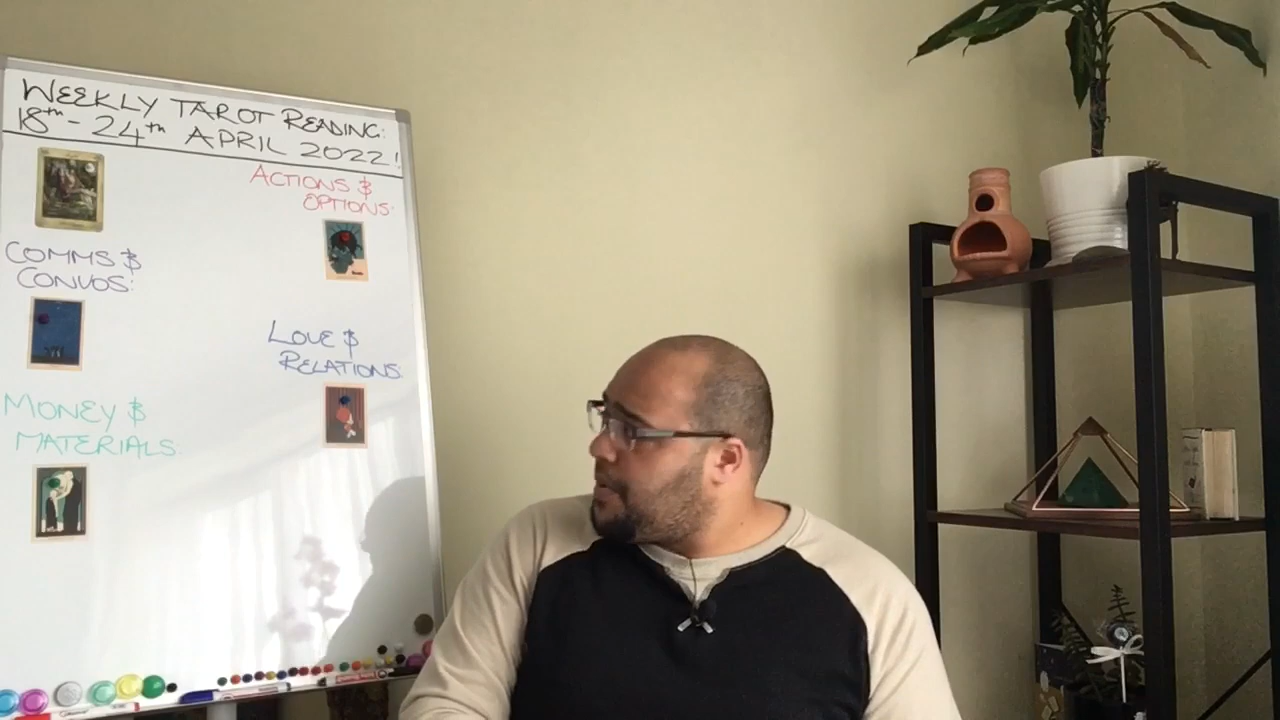 WEEKLY TAROT READING:
18th - 24th APRIL 2022!
ACTIONS &
OPTIONS:
COMMS &
CONVOS:
LOVE &
RELATIONS:
MONEY &
MATERIALS: